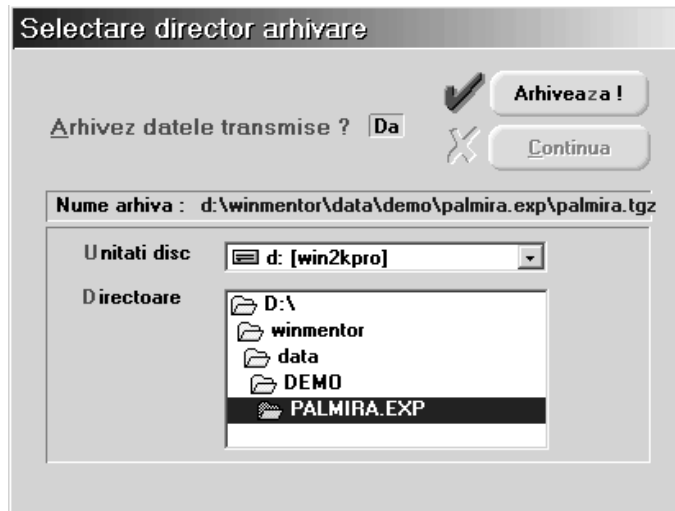 Selectare director arhivare
Arhiveaza !
Arhivez datele transmise ? Da
Continua
Nume arhiva : d:\winmentor\data\demo\palmira.exp\palmira.tgz
Unitati disc d: [win2kpro]
Directoare
D:\
winmentor
data
DEMO
PALMIRA.EXP